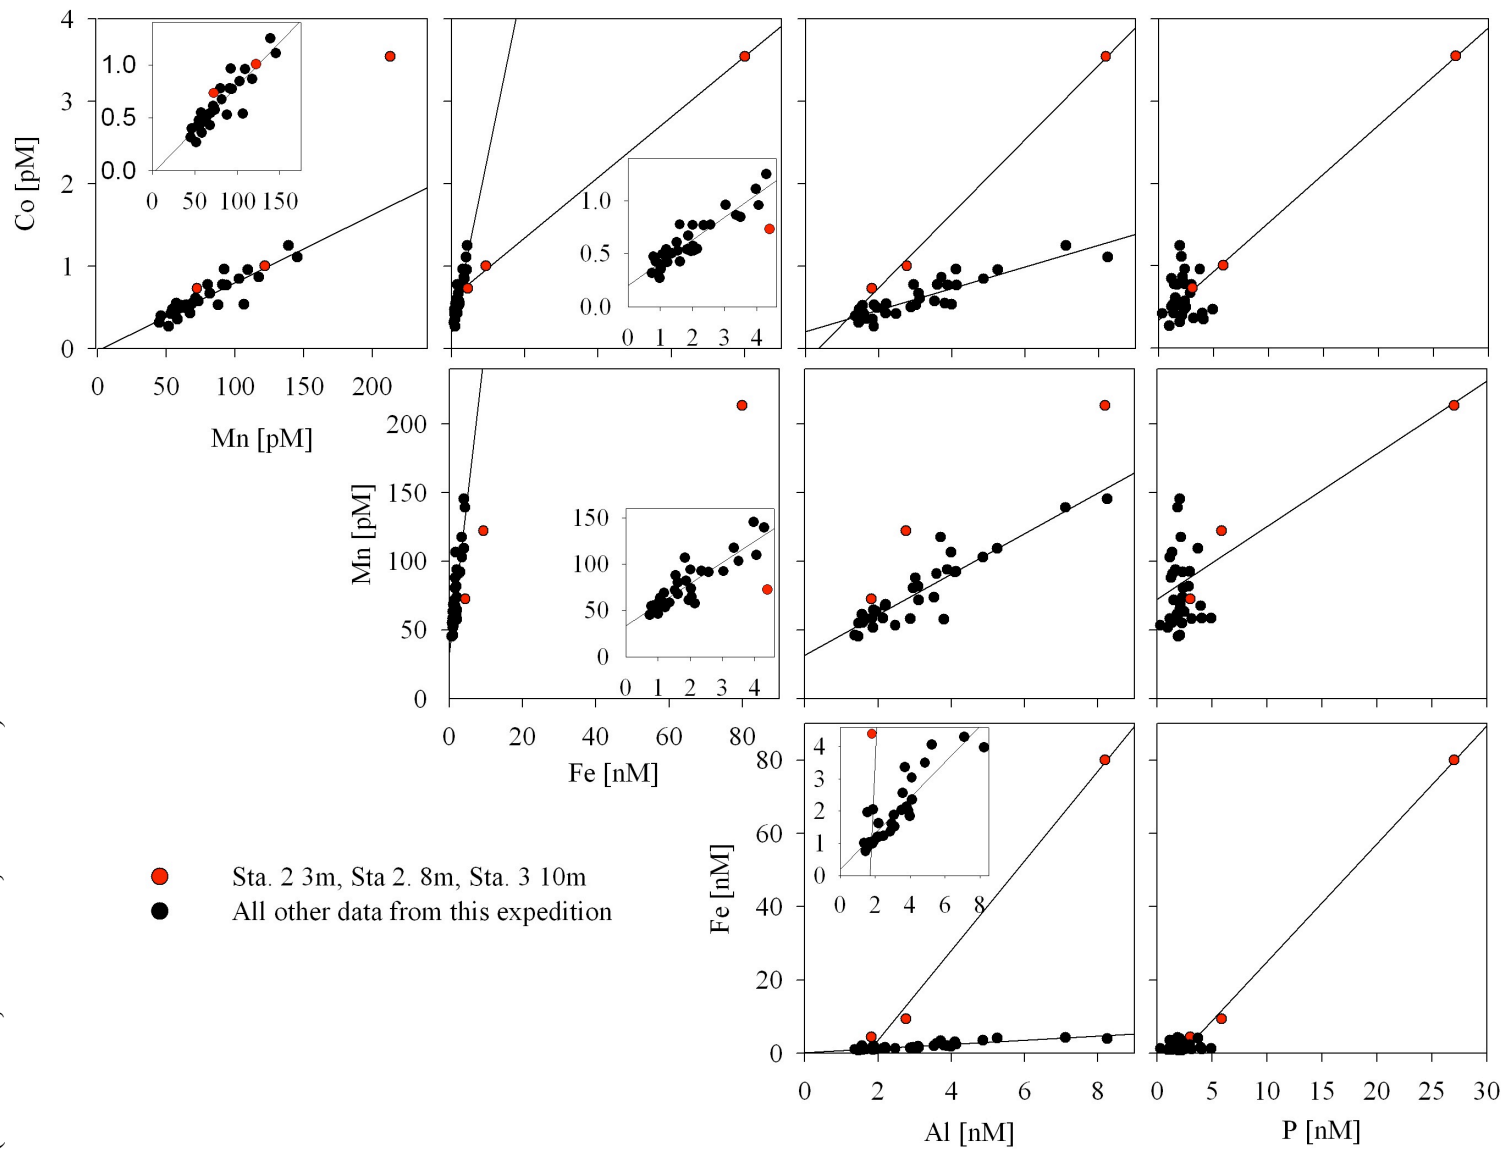 4
3
2
1
0
Co [pM]
1.0
0.5
0.0
0 50 100 150
0 50 100 150 200
Mn [pM]
1.0
0.5
0.0
0 1 2 3 4
200
150
100
50
0
Mn [pM]
150
100
50
0
0 1 2 3 4
0 20 40 60 80
Fe [nM]
80
60
40
20
0
Fe [nM]
4
3
2
1
0
0 2 4 6 8
0 2 4 6 8
Al [nM]
0 5 10 15 20 25 30
P [nM]
Sta. 2 3m, Sta 2. 8m, Sta. 3 10m
All other data from this expedition